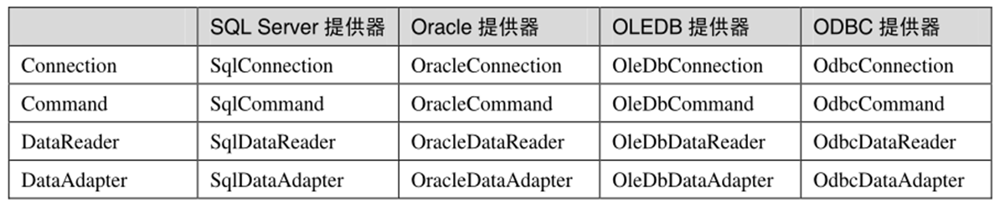 SQL Server 提供器 Oracle 提供器 OLEDB 提供器 ODBC 提供器
Connection SqlConnection OracleConnection OleDbConnection OdbcConnection
Command SqlCommand OracleCommand OleDbCommand OdbcCommand
DataReader SqlDataReader OracleDataReader OleDbDataReader OdbcDataReader
DataAdapter SqlDataAdapter OracleDataAdapter OleDbDataAdapter OdbcDataAdapter